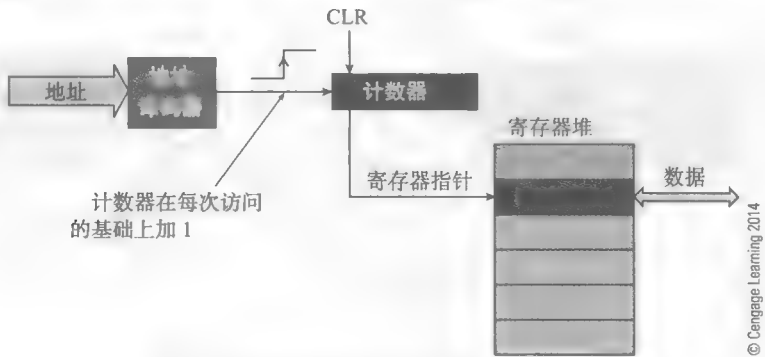 CLR
地址
计数器
寄存器堆
寄存器指针
数据
计数器在每次访问
的基础上加 1
© Cengage Learning 2014